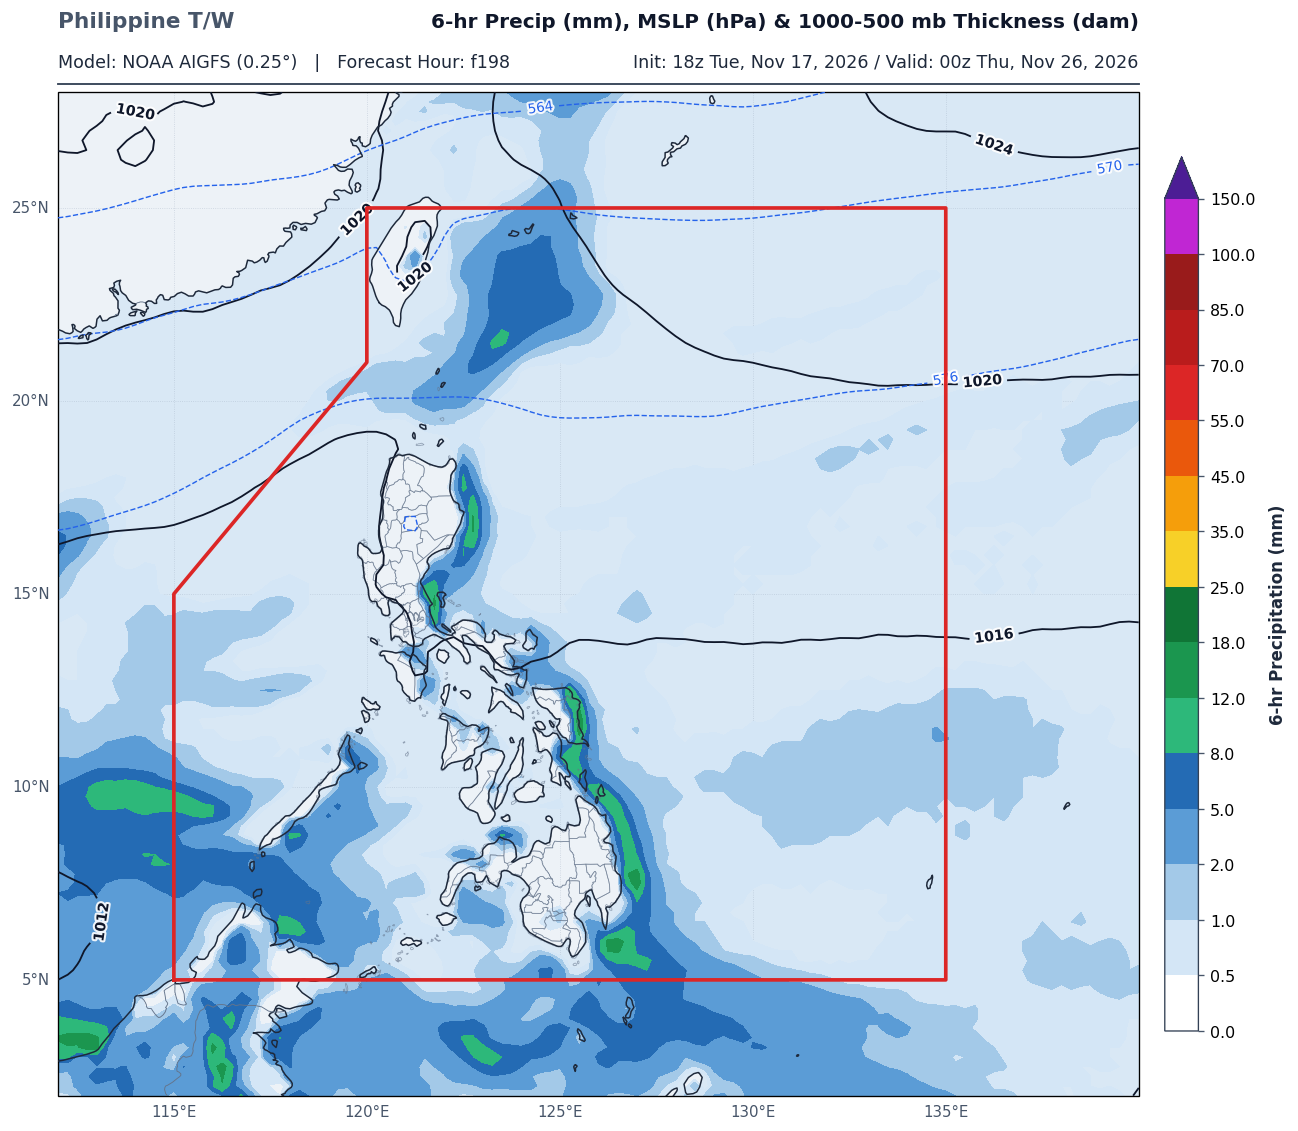 Philippine T/W
6-hr Precip (mm), MSLP (hPa) & 1000-500 mb Thickness (dam)
Model: NOAA AIGFS (0.25°) | Forecast Hour: f198
Init: 18z Tue, Nov 17, 2026 / Valid: 00z Thu, Nov 26, 2026
1020
564
1024
570
25°N
1020
1020
20°N
576
1020
15°N
1016
10°N
1012
5°N
115°E
120°E
125°E
130°E
135°E
150.0
100.0
85.0
70.0
55.0
45.0
35.0
25.0
18.0
12.0
8.0
5.0
2.0
1.0
0.5
0.0
6-hr Precipitation (mm)